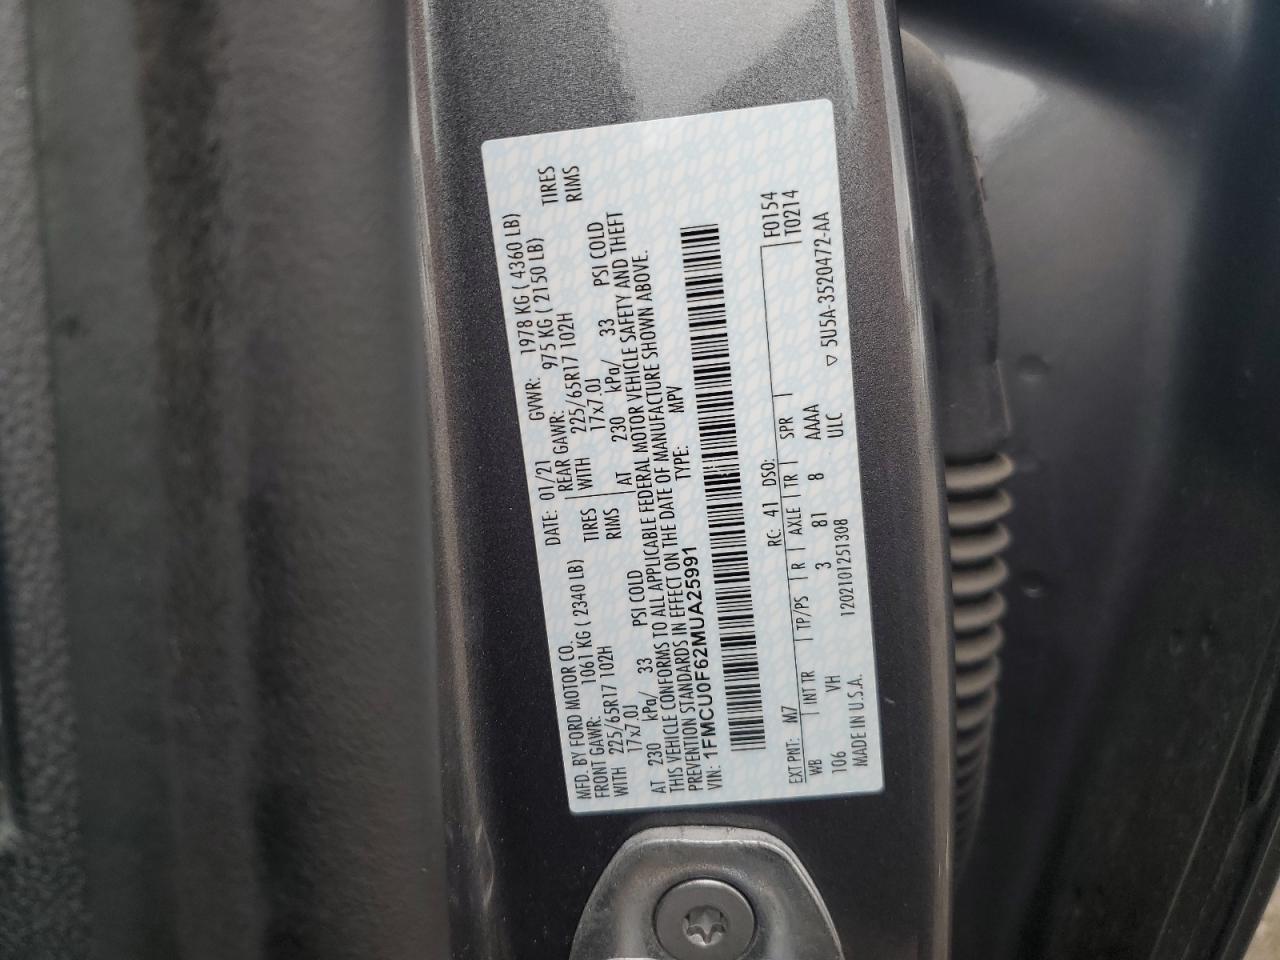 MFD. BY FORD MOTOR CO.
DATE: 01/21 GVWR: 1978 KG ( 4360 LB)
FRONT GAWR: 1061 KG ( 2340 LB)
REAR GAWR: 975 KG ( 2150 LB)
WITH 225/65R17 102H TIRES
WITH 225/65R17 102H TIRES
17x7.0J RIMS
17x7.0J RIMS
AT 230 kPa/ 33 PSI COLD
AT 230 kPa/ 33 PSI COLD
THIS VEHICLE CONFORMS TO ALL APPLICABLE FEDERAL MOTOR VEHICLE SAFETY AND THEFT
PREVENTION STANDARDS IN EFFECT ON THE DATE OF MANUFACTURE SHOWN ABOVE.
VIN: 1FMCU0F62MUA25991 TYPE: MPV
F0154
EXT PNT: M7 RC: 41 DSO: T0214
WB INT TR TP/PS R AXLE TR SPR
106 VH 3 81 8 AAAA
ULC ▽ 5U5A-3520472-AA
MADE IN U.S.A. 1202101251308